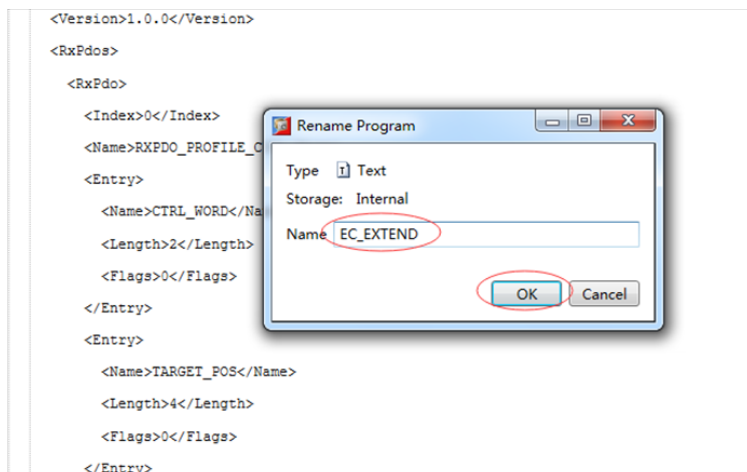 <Version>1.0.0</Version>
<RxPdos>
<RxPdo>
<Index>0</Index>
<Name>RXPDO_PROFILE_C
<Entry>
<Name>CTRL_WORD</Na
<Length>2</Length>
<Flags>0</Flags>
</Entry>
<Entry>
<Name>TARGET_POS</Name>
<Length>4</Length>
<Flags>0</Flags>
</Entry>
Rename Program
Type Text
Storage: Internal
Name EC_EXTEND
OK Cancel